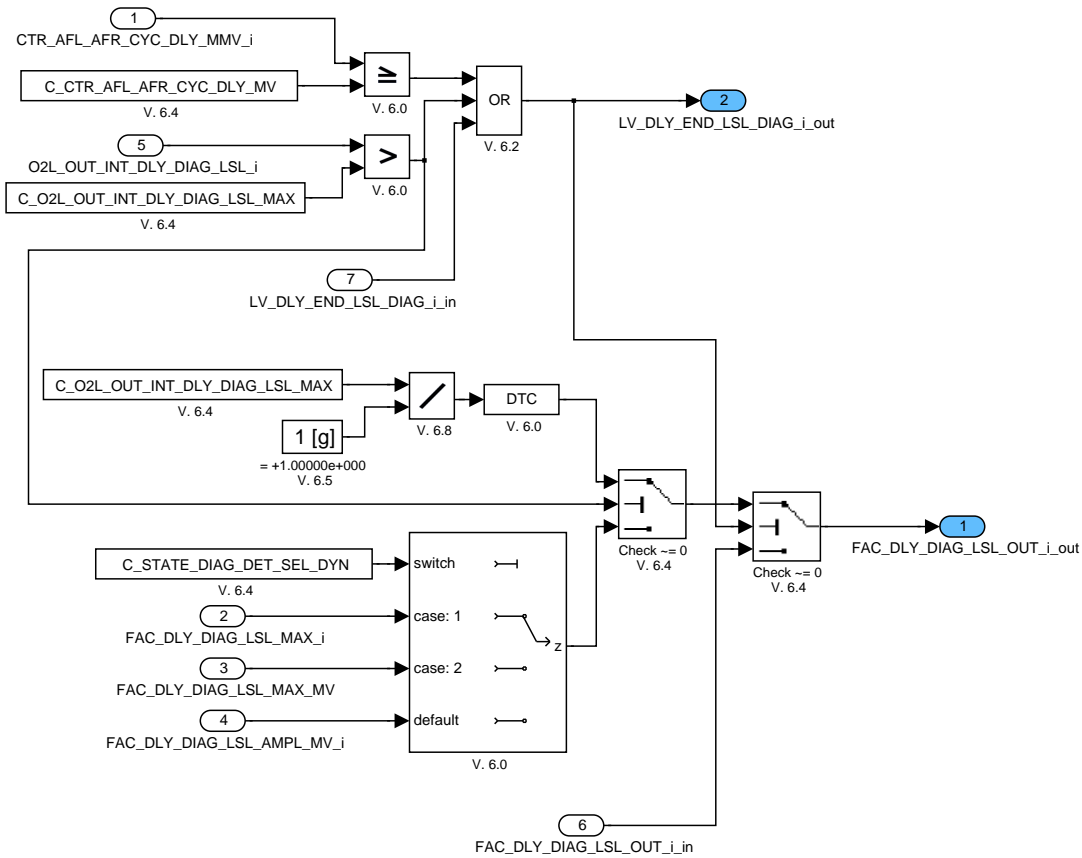 1
CTR_AFL_AFR_CYC_DLY_MMV_i
C_CTR_AFL_AFR_CYC_DLY_MV
V. 6.4
≧
V. 6.0
OR
V. 6.2
2
LV_DLY_END_LSL_DIAG_i_out
5
O2L_OUT_INT_DLY_DIAG_LSL_i
>
V. 6.0
C_O2L_OUT_INT_DLY_DIAG_LSL_MAX
V. 6.4
7
LV_DLY_END_LSL_DIAG_i_in
C_O2L_OUT_INT_DLY_DIAG_LSL_MAX
V. 6.4
1 [g]
= +1.00000e+000
V. 6.5
/
V. 6.8
DTC
V. 6.0
Check ~= 0
V. 6.4
Check ~= 0
V. 6.4
1
FAC_DLY_DIAG_LSL_OUT_i_out
C_STATE_DIAG_DET_SEL_DYN
V. 6.4
2
FAC_DLY_DIAG_LSL_MAX_i
3
FAC_DLY_DIAG_LSL_MAX_MV
4
FAC_DLY_DIAG_LSL_AMPL_MV_i
switch
case: 1
case: 2
default
z
V. 6.0
6
FAC_DLY_DIAG_LSL_OUT_i_in